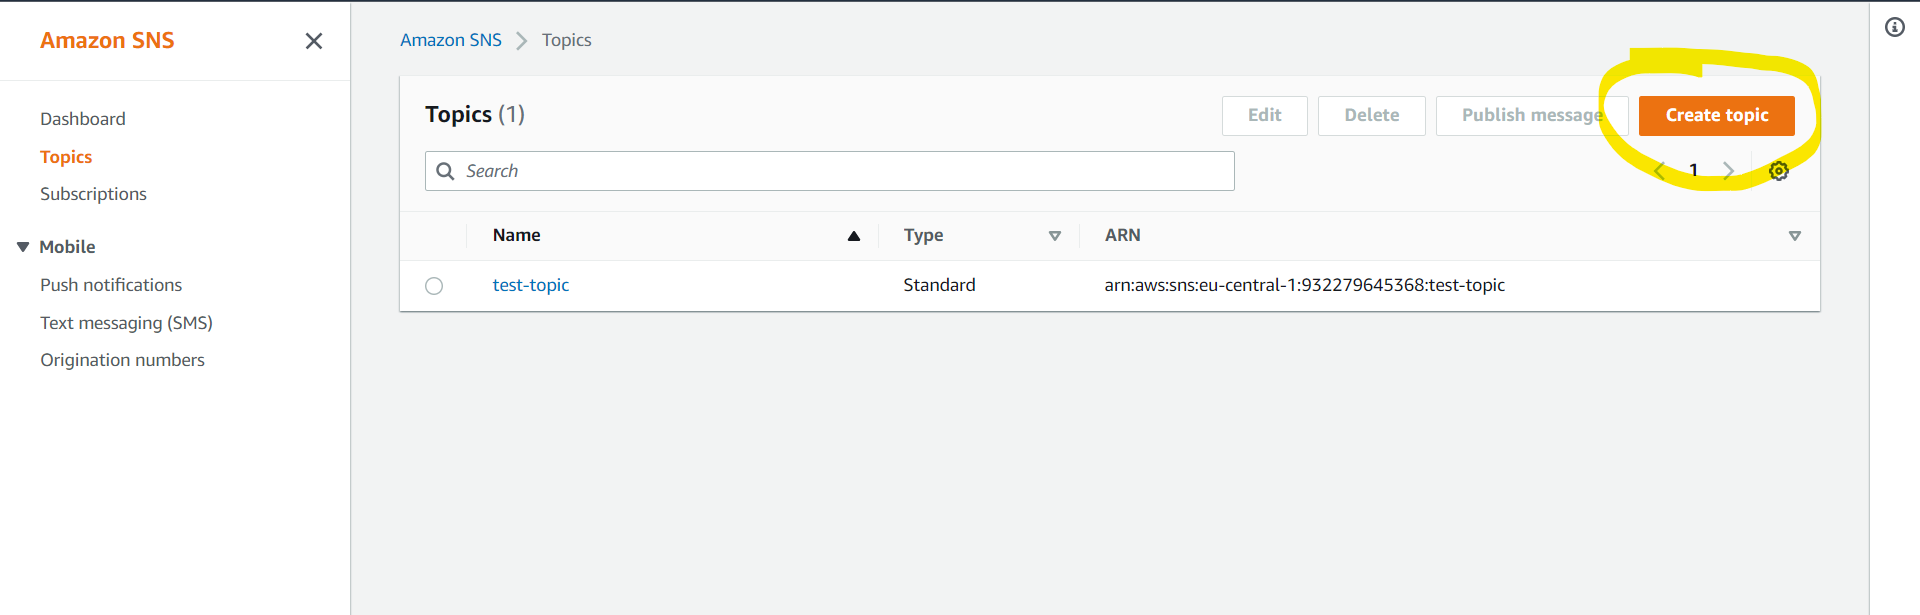 Amazon SNS
Dashboard
Topics
Subscriptions
Mobile
Push notifications
Text messaging (SMS)
Origination numbers
Amazon SNS Topics
Topics (1)
Edit Delete Publish message Create topic
Search
1
Name Type ARN
test-topic Standard arn:aws:sns:eu-central-1:932279645368:test-topic